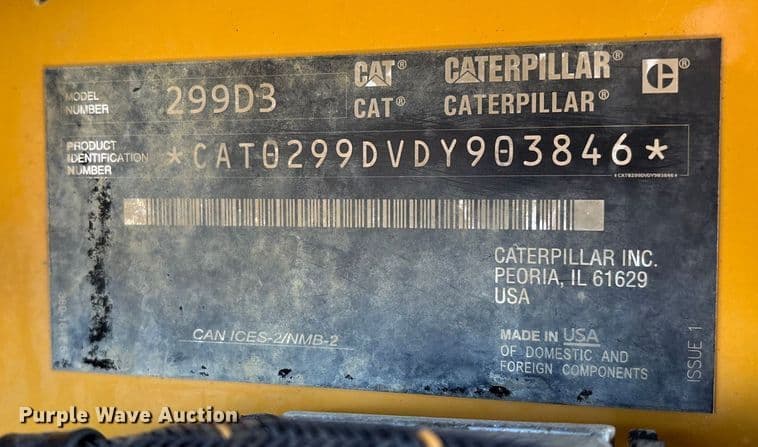 MODEL NUMBER 299D3
CAT® CATERPILLAR® C®
CAT® CATERPILLAR®
PRODUCT IDENTIFICATION NUMBER *CAT0299DVDY903846*
*CAT0299DVDY903846*
CATERPILLAR INC.
PEORIA, IL 61629
USA
CAN ICES-2/NMB-2
MADE IN USA
OF DOMESTIC AND
FOREIGN COMPONENTS
ISSUE 1
Purple Wave Auction